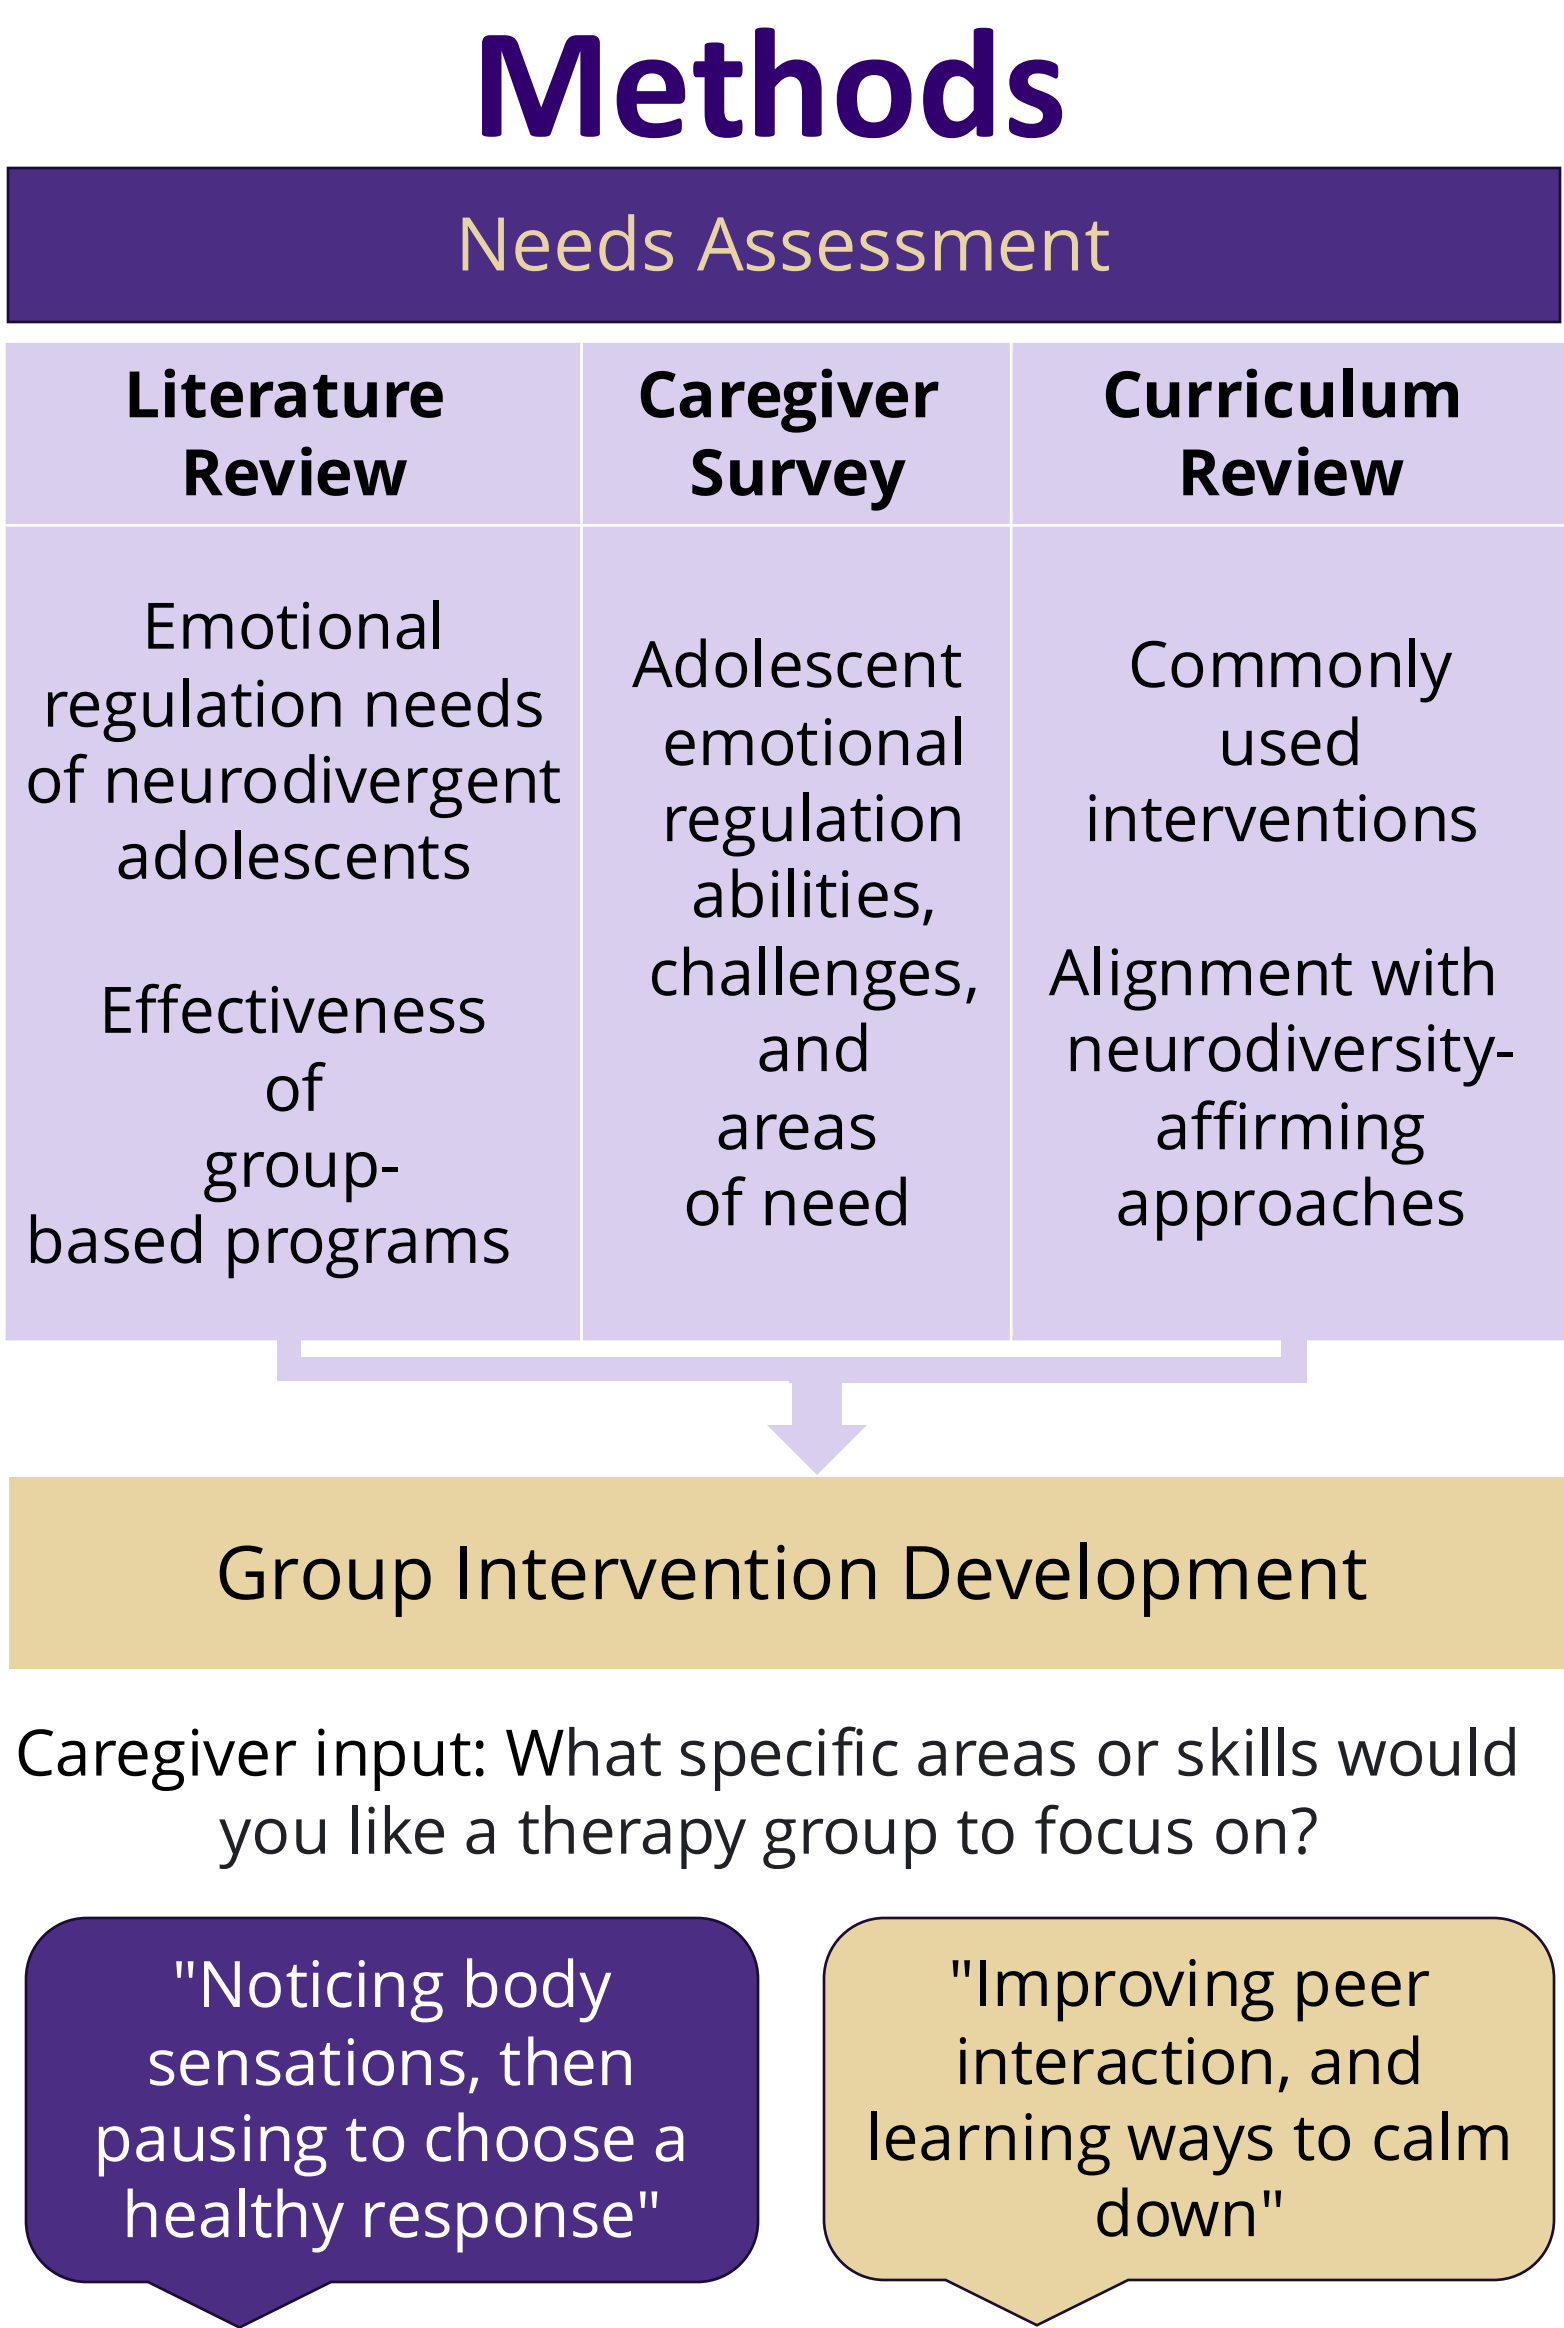 Methods
Needs Assessment
Literature
Review
Caregiver
Survey
Curriculum
Review
Emotional
regulation needs
of neurodivergent
adolescents
Effectiveness
of
group-
based programs
Adolescent
emotional
regulation
abilities,
challenges,
and
areas
of need
Commonly
used
interventions
Alignment with
neurodiversity-
affirming
approaches
Group Intervention Development
Caregiver input: What specific areas or skills would
you like a therapy group to focus on?
"Noticing body
sensations, then
pausing to choose a
healthy response"
"Improving peer
interaction, and
learning ways to calm
down"